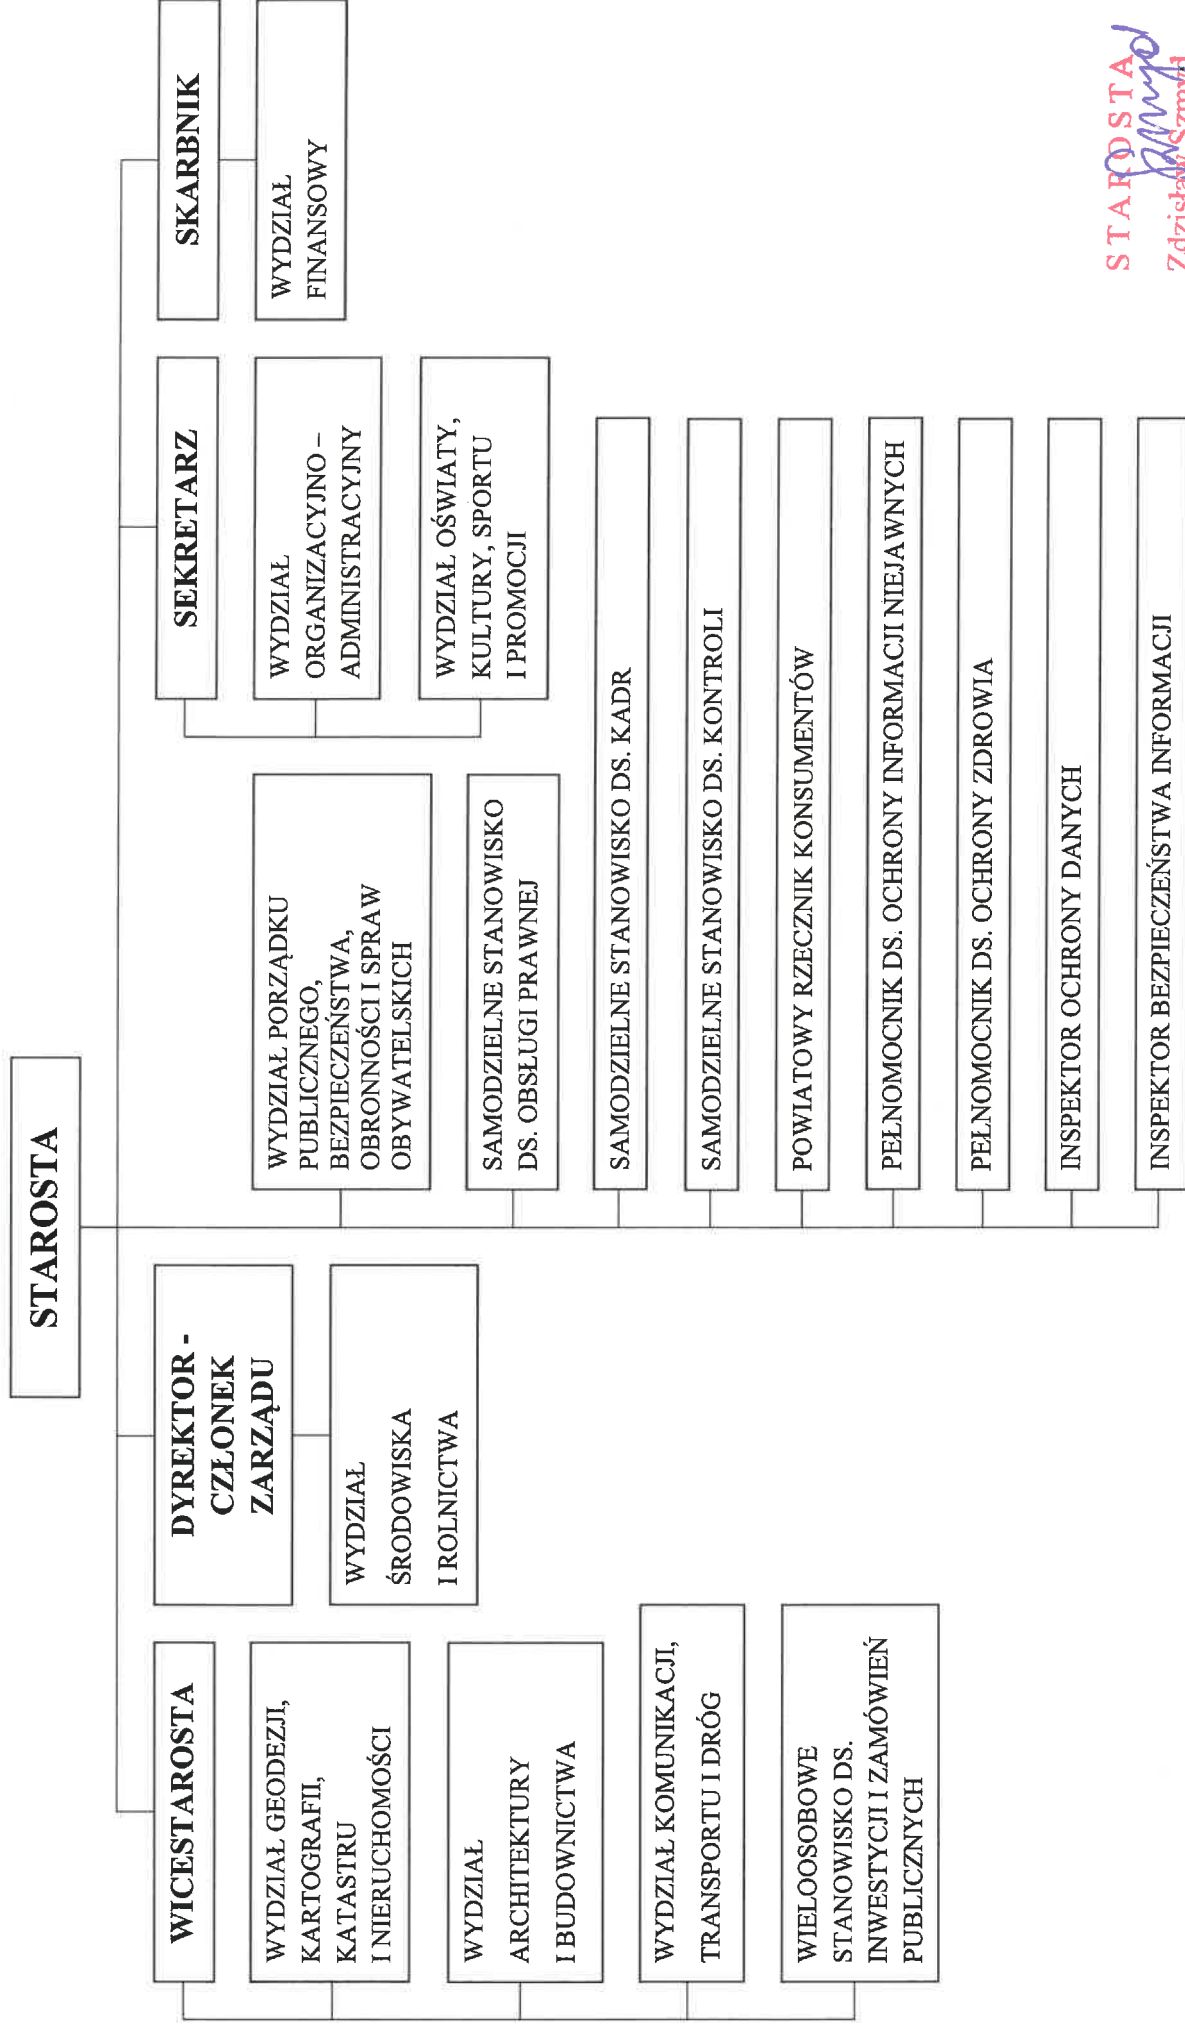 STAROSTA
WICESTAROSTA
WYDZIAŁ GEODEZJI,
KARTOGRAFII,
KATASTRU
I NIERUCHOMOŚCI
WYDZIAŁ
ARCHITEKTURY
I BUDOWNICTWA
WYDZIAŁ KOMUNIKACJI,
TRANSPORTU I DRÓG
WIELOOSOBOWE
STANOWISKO DS.
INWESTYCJI I ZAMÓWIEŃ
PUBLICZNYCH
DYREKTOR -
CZŁONEK
ZARZĄDU
WYDZIAŁ
ŚRODOWISKA
I ROLNICTWA
WYDZIAŁ PORZĄDKU
PUBLICZNEGO,
BEZPIECZEŃSTWA,
OBRONNOŚCI I SPRAW
OBYWATELSKICH
SAMODZIELNE STANOWISKO
DS. OBSŁUGI PRAWNEJ
SAMODZIELNE STANOWISKO DS. KADR
SAMODZIELNE STANOWISKO DS. KONTROLI
POWIATOWY RZECZNIK KONSUMENTÓW
PEŁNOMOCNIK DS. OCHRONY INFORMACJI NIEJAWNYCH
PEŁNOMOCNIK DS. OCHRONY ZDROWIA
INSPEKTOR OCHRONY DANYCH
INSPEKTOR BEZPIECZEŃSTWA INFORMACJI
SEKRETARZ
WYDZIAŁ
ORGANIZACYJNO –
ADMINISTRACYJNY
WYDZIAŁ OŚWIATY,
KULTURY, SPORTU
I PROMOCJI
SKARBNIK
WYDZIAŁ
FINANSOWY
STAROSTA
Zdzisław Szmyd